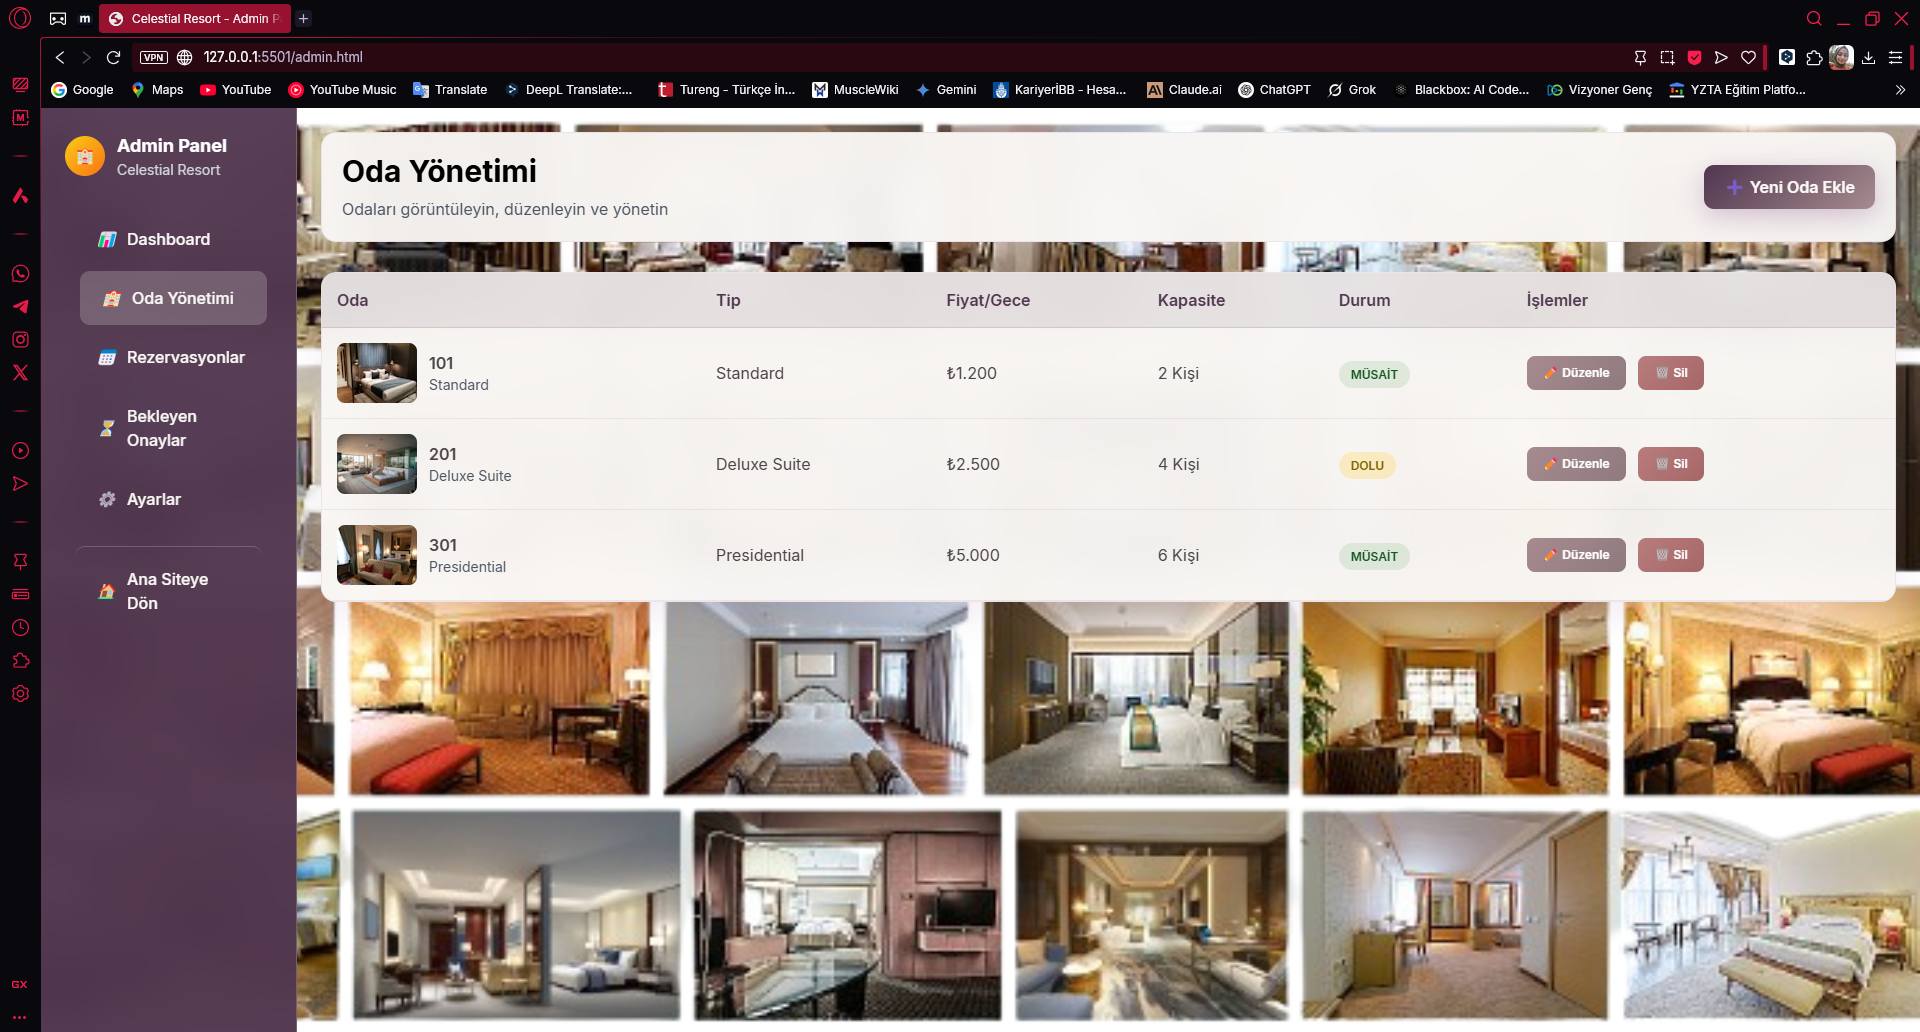 m
Celestial Resort - Admin P
VPN
127.0.0.1:5501/admin.html
Google
Maps
YouTube
YouTube Music
Translate
DeepL Translate:...
Tureng - Türkçe İn...
MuscleWiki
Gemini
KariyerİBB - Hesa...
Claude.ai
ChatGPT
Grok
Blackbox: AI Code...
Vizyoner Genç
YZTA Eğitim Platfo...
M
GX
Admin Panel
Celestial Resort
Dashboard
Oda Yönetimi
Rezervasyonlar
Bekleyen
Onaylar
Ayarlar
Ana Siteye
Dön
Oda Yönetimi
Odaları görüntüleyin, düzenleyin ve yönetin
Yeni Oda Ekle
Oda Tip Fiyat/Gece Kapasite Durum İşlemler
101
Standard
Standard ₺1.200 2 Kişi MÜSAİT Düzenle Sil
201
Deluxe Suite
Deluxe Suite ₺2.500 4 Kişi DOLU Düzenle Sil
301
Presidential
Presidential ₺5.000 6 Kişi MÜSAİT Düzenle Sil